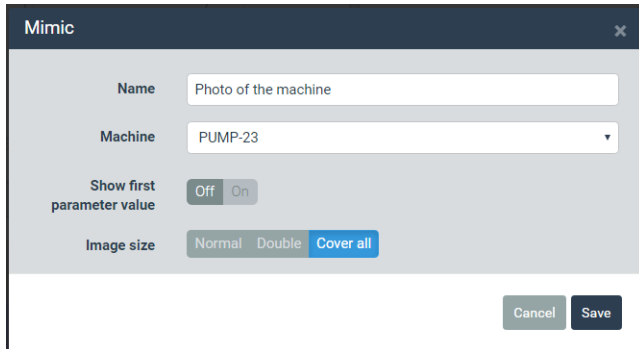 Mimic ×
Name Photo of the machine
Machine PUMP-23
Show first
parameter value
Off On
Image size Normal Double Cover all
Cancel Save